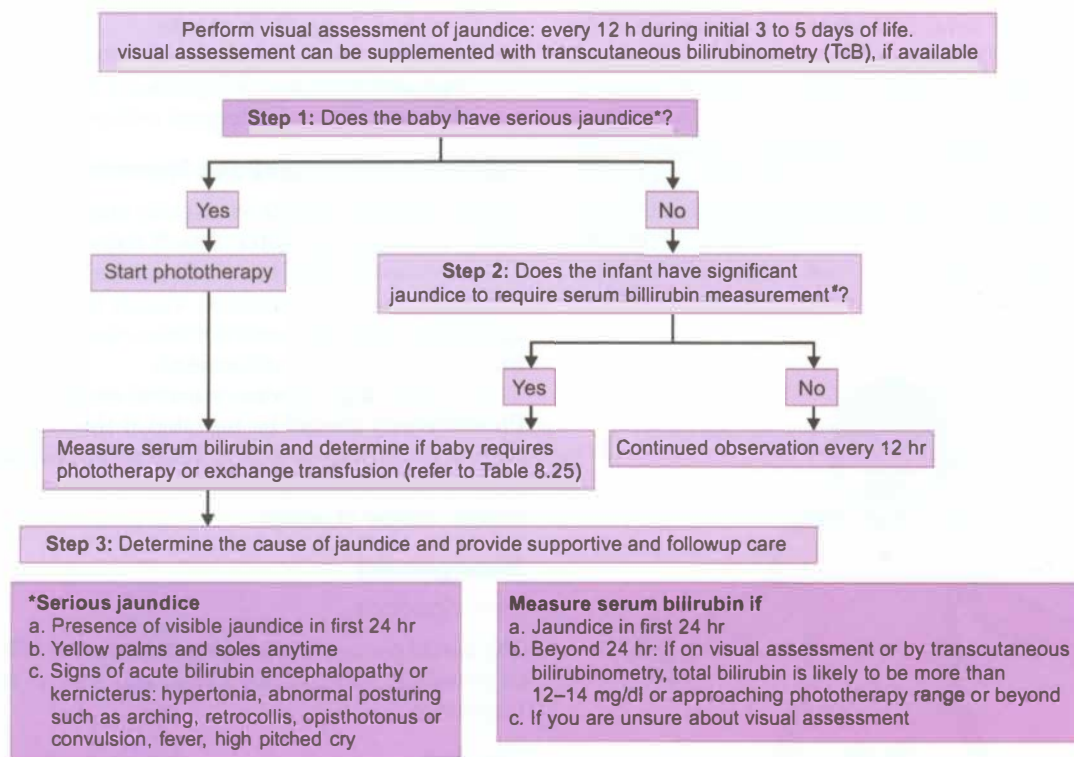 Perform visual assessment of jaundice: every 12 h during initial 3 to 5 days of life.
visual assessement can be supplemented with transcutaneous bilirubinometry (TcB), if available
Step 1: Does the baby have serious jaundice*?
Yes
No
Start phototherapy
Step 2: Does the infant have significant
jaundice to require serum billirubin measurement#?
Yes
No
Measure serum bilirubin and determine if baby requires
phototherapy or exchange transfusion (refer to Table 8.25)
Continued observation every 12 hr
Step 3: Determine the cause of jaundice and provide supportive and followup care
*Serious jaundice
a. Presence of visible jaundice in first 24 hr
b. Yellow palms and soles anytime
c. Signs of acute bilirubin encephalopathy or
kernicterus: hypertonia, abnormal posturing
such as arching, retrocollis, opisthotonus or
convulsion, fever, high pitched cry
Measure serum bilirubin if
a. Jaundice in first 24 hr
b. Beyond 24 hr: If on visual assessment or by transcutaneous
bilirubinometry, total bilirubin is likely to be more than
12–14 mg/dl or approaching phototherapy range or beyond
c. If you are unsure about visual assessment